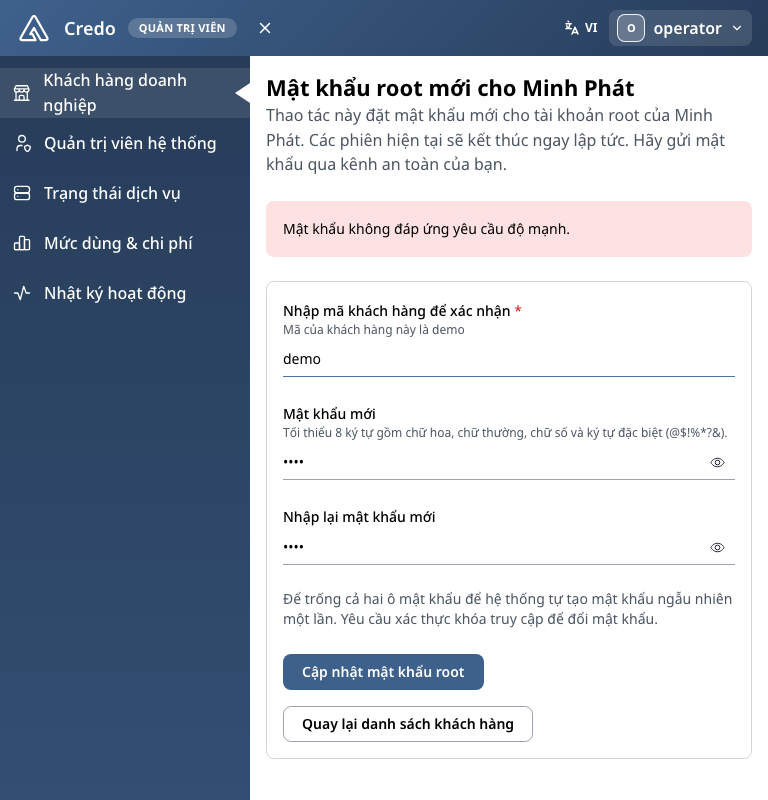 Credo
QUẢN TRỊ VIÊN
VI
O
operator
Khách hàng doanh
nghiệp
Quản trị viên hệ thống
Trạng thái dịch vụ
Mức dùng & chi phí
Nhật ký hoạt động
Mật khẩu root mới cho Minh Phát
Thao tác này đặt mật khẩu mới cho tài khoản root của Minh
Phát. Các phiên hiện tại sẽ kết thúc ngay lập tức. Hãy gửi mật
khẩu qua kênh an toàn của bạn.
Mật khẩu không đáp ứng yêu cầu độ mạnh.
Nhập mã khách hàng để xác nhận *
Mã của khách hàng này là demo
demo
Mật khẩu mới
Tối thiểu 8 ký tự gồm chữ hoa, chữ thường, chữ số và ký tự đặc biệt (@$!%*?&).
••••
Nhập lại mật khẩu mới
••••
Để trống cả hai ô mật khẩu để hệ thống tự tạo mật khẩu ngẫu nhiên
một lần. Yêu cầu xác thực khóa truy cập để đổi mật khẩu.
Cập nhật mật khẩu root
Quay lại danh sách khách hàng